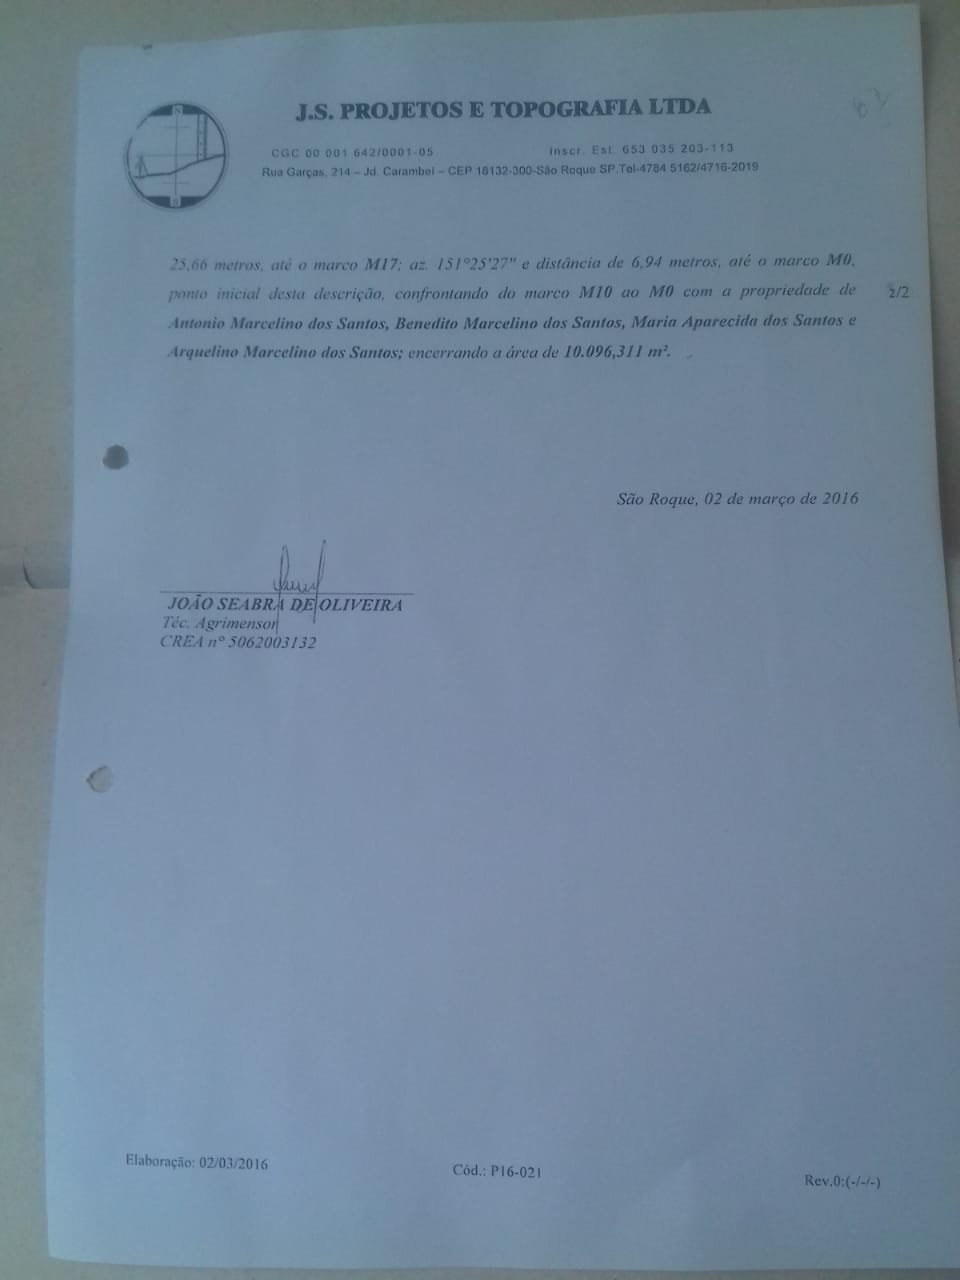 J.S. PROJETOS E TOPOGRAFIA LTDA
CGC 00 001 642/0001-05 Inscr. Est. 653 035 203-113
Rua Garças, 214 – Jd. Carambeí – CEP 18132-300-São Roque SP.Tel-4784 5162/4716-2019
25,66 metros, até o marco M17; az. 151°25'27" e distância de 6,94 metros, até o marco M0,
ponto inicial desta descrição, confrontando do marco M10 ao M0 com a propriedade de
2/2
Antonio Marcelino dos Santos, Benedito Marcelino dos Santos, Maria Aparecida dos Santos e
Arquelino Marcelino dos Santos; encerrando a área de 10.096,311 m².
São Roque, 02 de março de 2016
JOÃO SEABRA DE OLIVEIRA
Téc. Agrimensor
CREA nº 5062003132
Elaboração: 02/03/2016
Cód.: P16-021
Rev.0:(-/-/-)